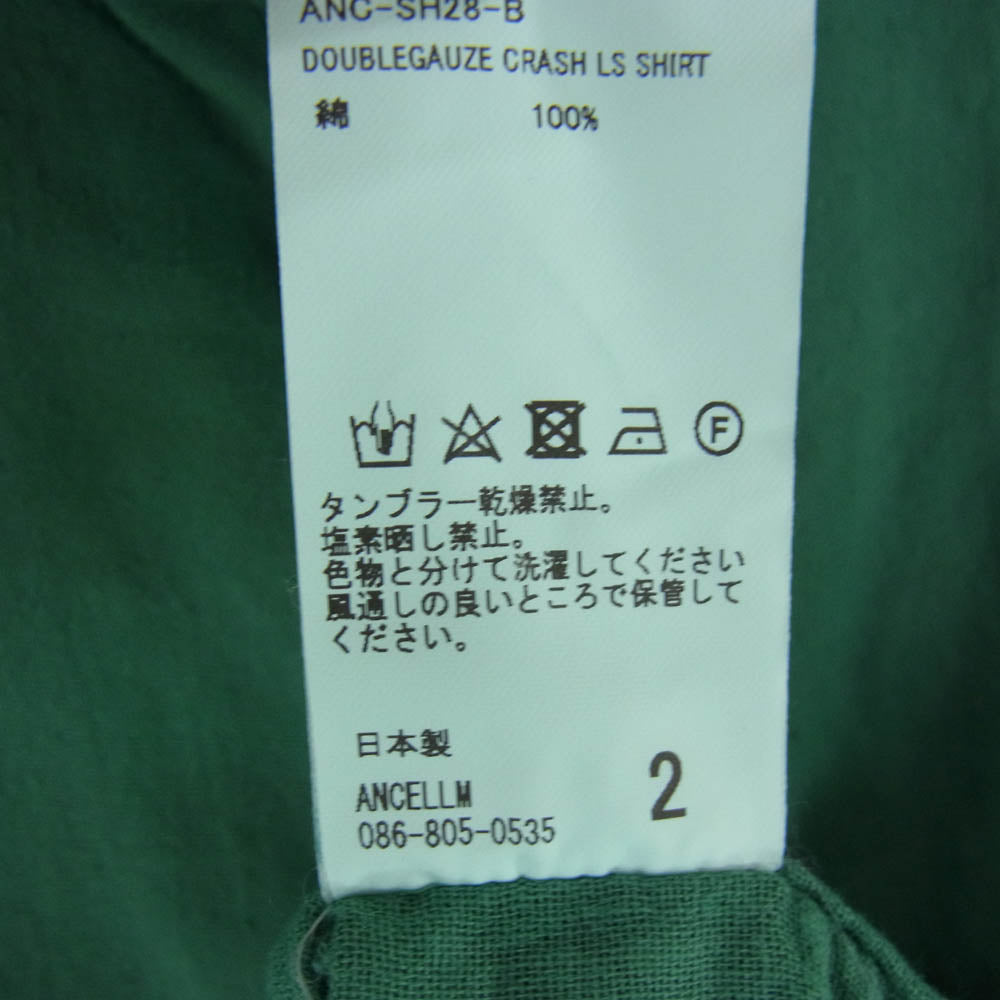 ANC-SH28-B
DOUBLEGAUZE CRASH LS SHIRT
綿 100%
F
タンブラー乾燥禁止。
塩素晒し禁止。
色物と分けて洗濯してください
風通しの良いところで保管して
ください。
日本製
ANCELLM
086-805-0535
2